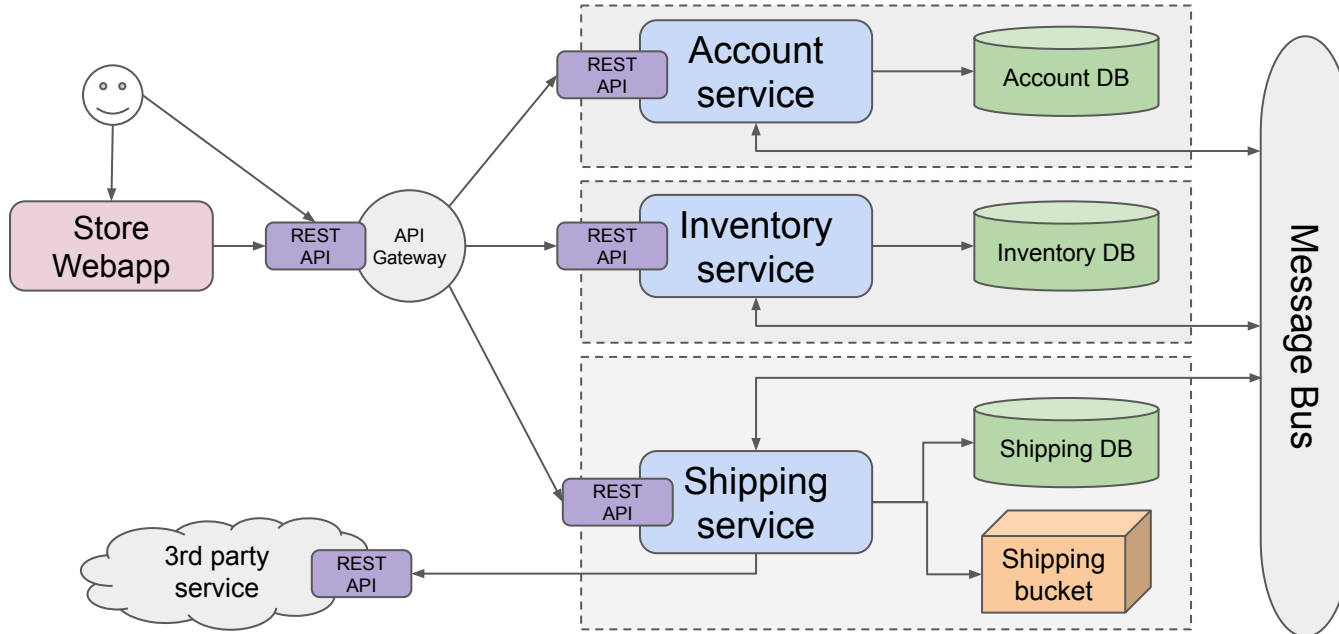 REST
API
Account
service
Account DB
Store
Webapp
REST
API
API
Gateway
REST
API
Inventory
service
Inventory DB
Message Bus
REST
API
Shipping
service
Shipping DB
Shipping
bucket
3rd party
service
REST
API